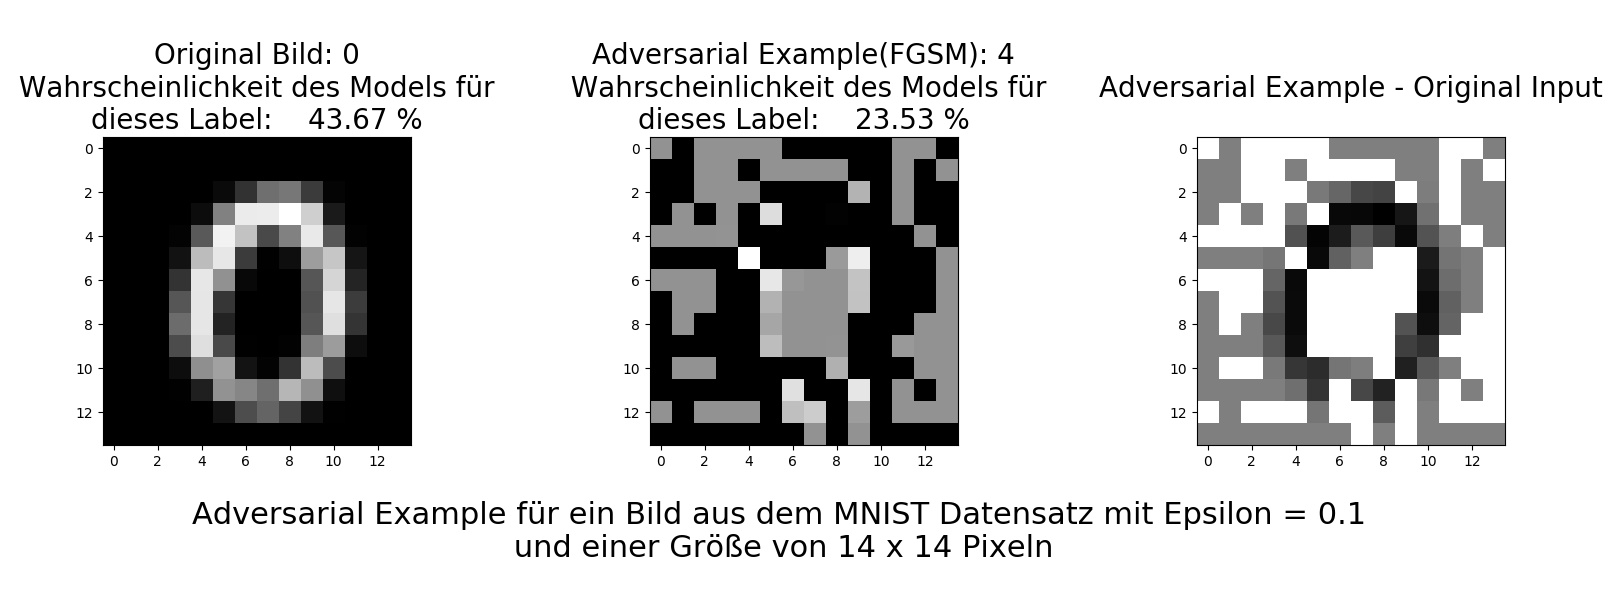 Original Bild: 0
Wahrscheinlichkeit des Models für
dieses Label: 43.67 %
0
2
4
6
8
10
12
0 2 4 6 8 10 12
Adversarial Example(FGSM): 4
Wahrscheinlichkeit des Models für
dieses Label: 23.53 %
0
2
4
6
8
10
12
0 2 4 6 8 10 12
Adversarial Example - Original Input
0
2
4
6
8
10
12
0 2 4 6 8 10 12
Adversarial Example für ein Bild aus dem MNIST Datensatz mit Epsilon = 0.1
und einer Größe von 14 x 14 Pixeln